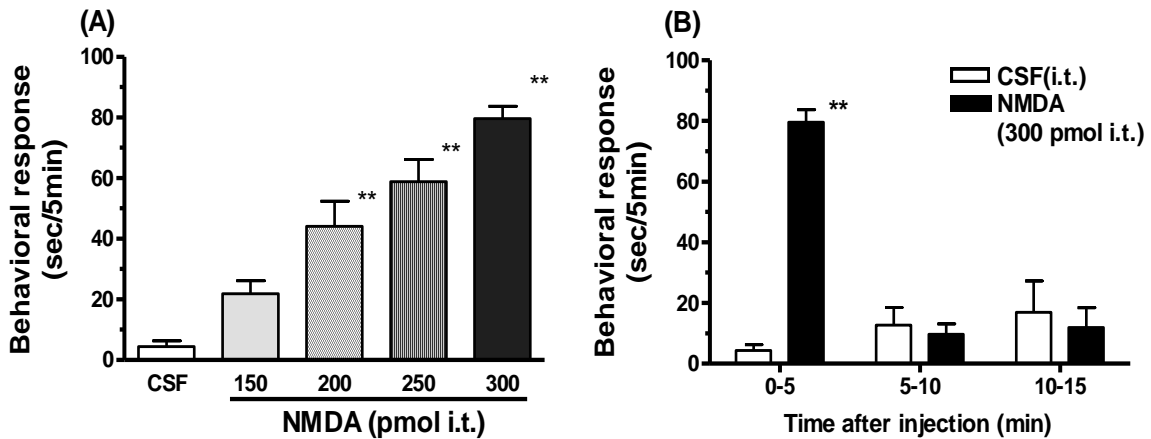 (A)
Behavioral response
(sec/5min)
100
80
60
40
20
0
**
**
**
CSF
150
200
250
300
NMDA (pmol i.t.)
(B)
Behavioral response
(sec/5min)
100
80
60
40
20
0
**
CSF(i.t.)
NMDA
(300 pmol i.t.)
0-5
5-10
10-15
Time after injection (min)